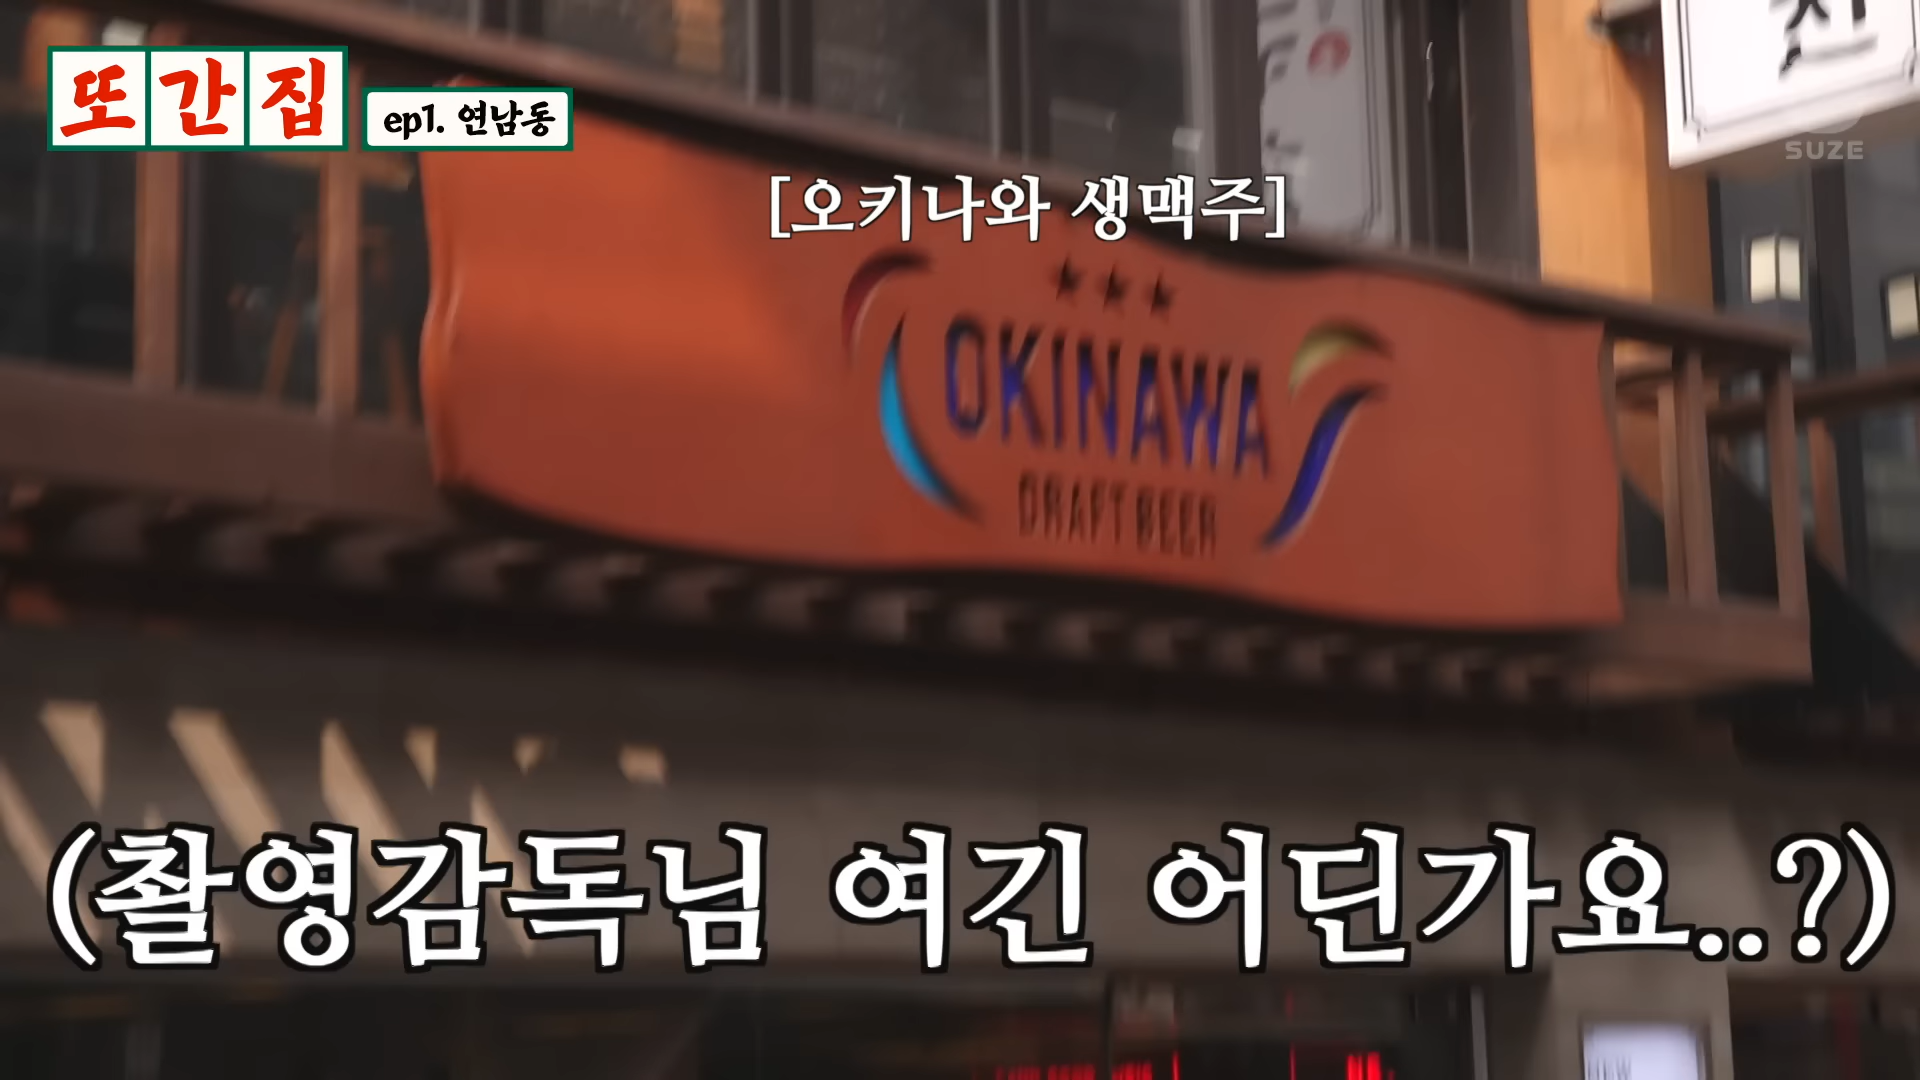 또간집
ep1. 연남동
SUZE
[오키나와 생맥주]
OKINAWA
DRAFT BEER
(촬영감독님 여긴 어딘가요..?)